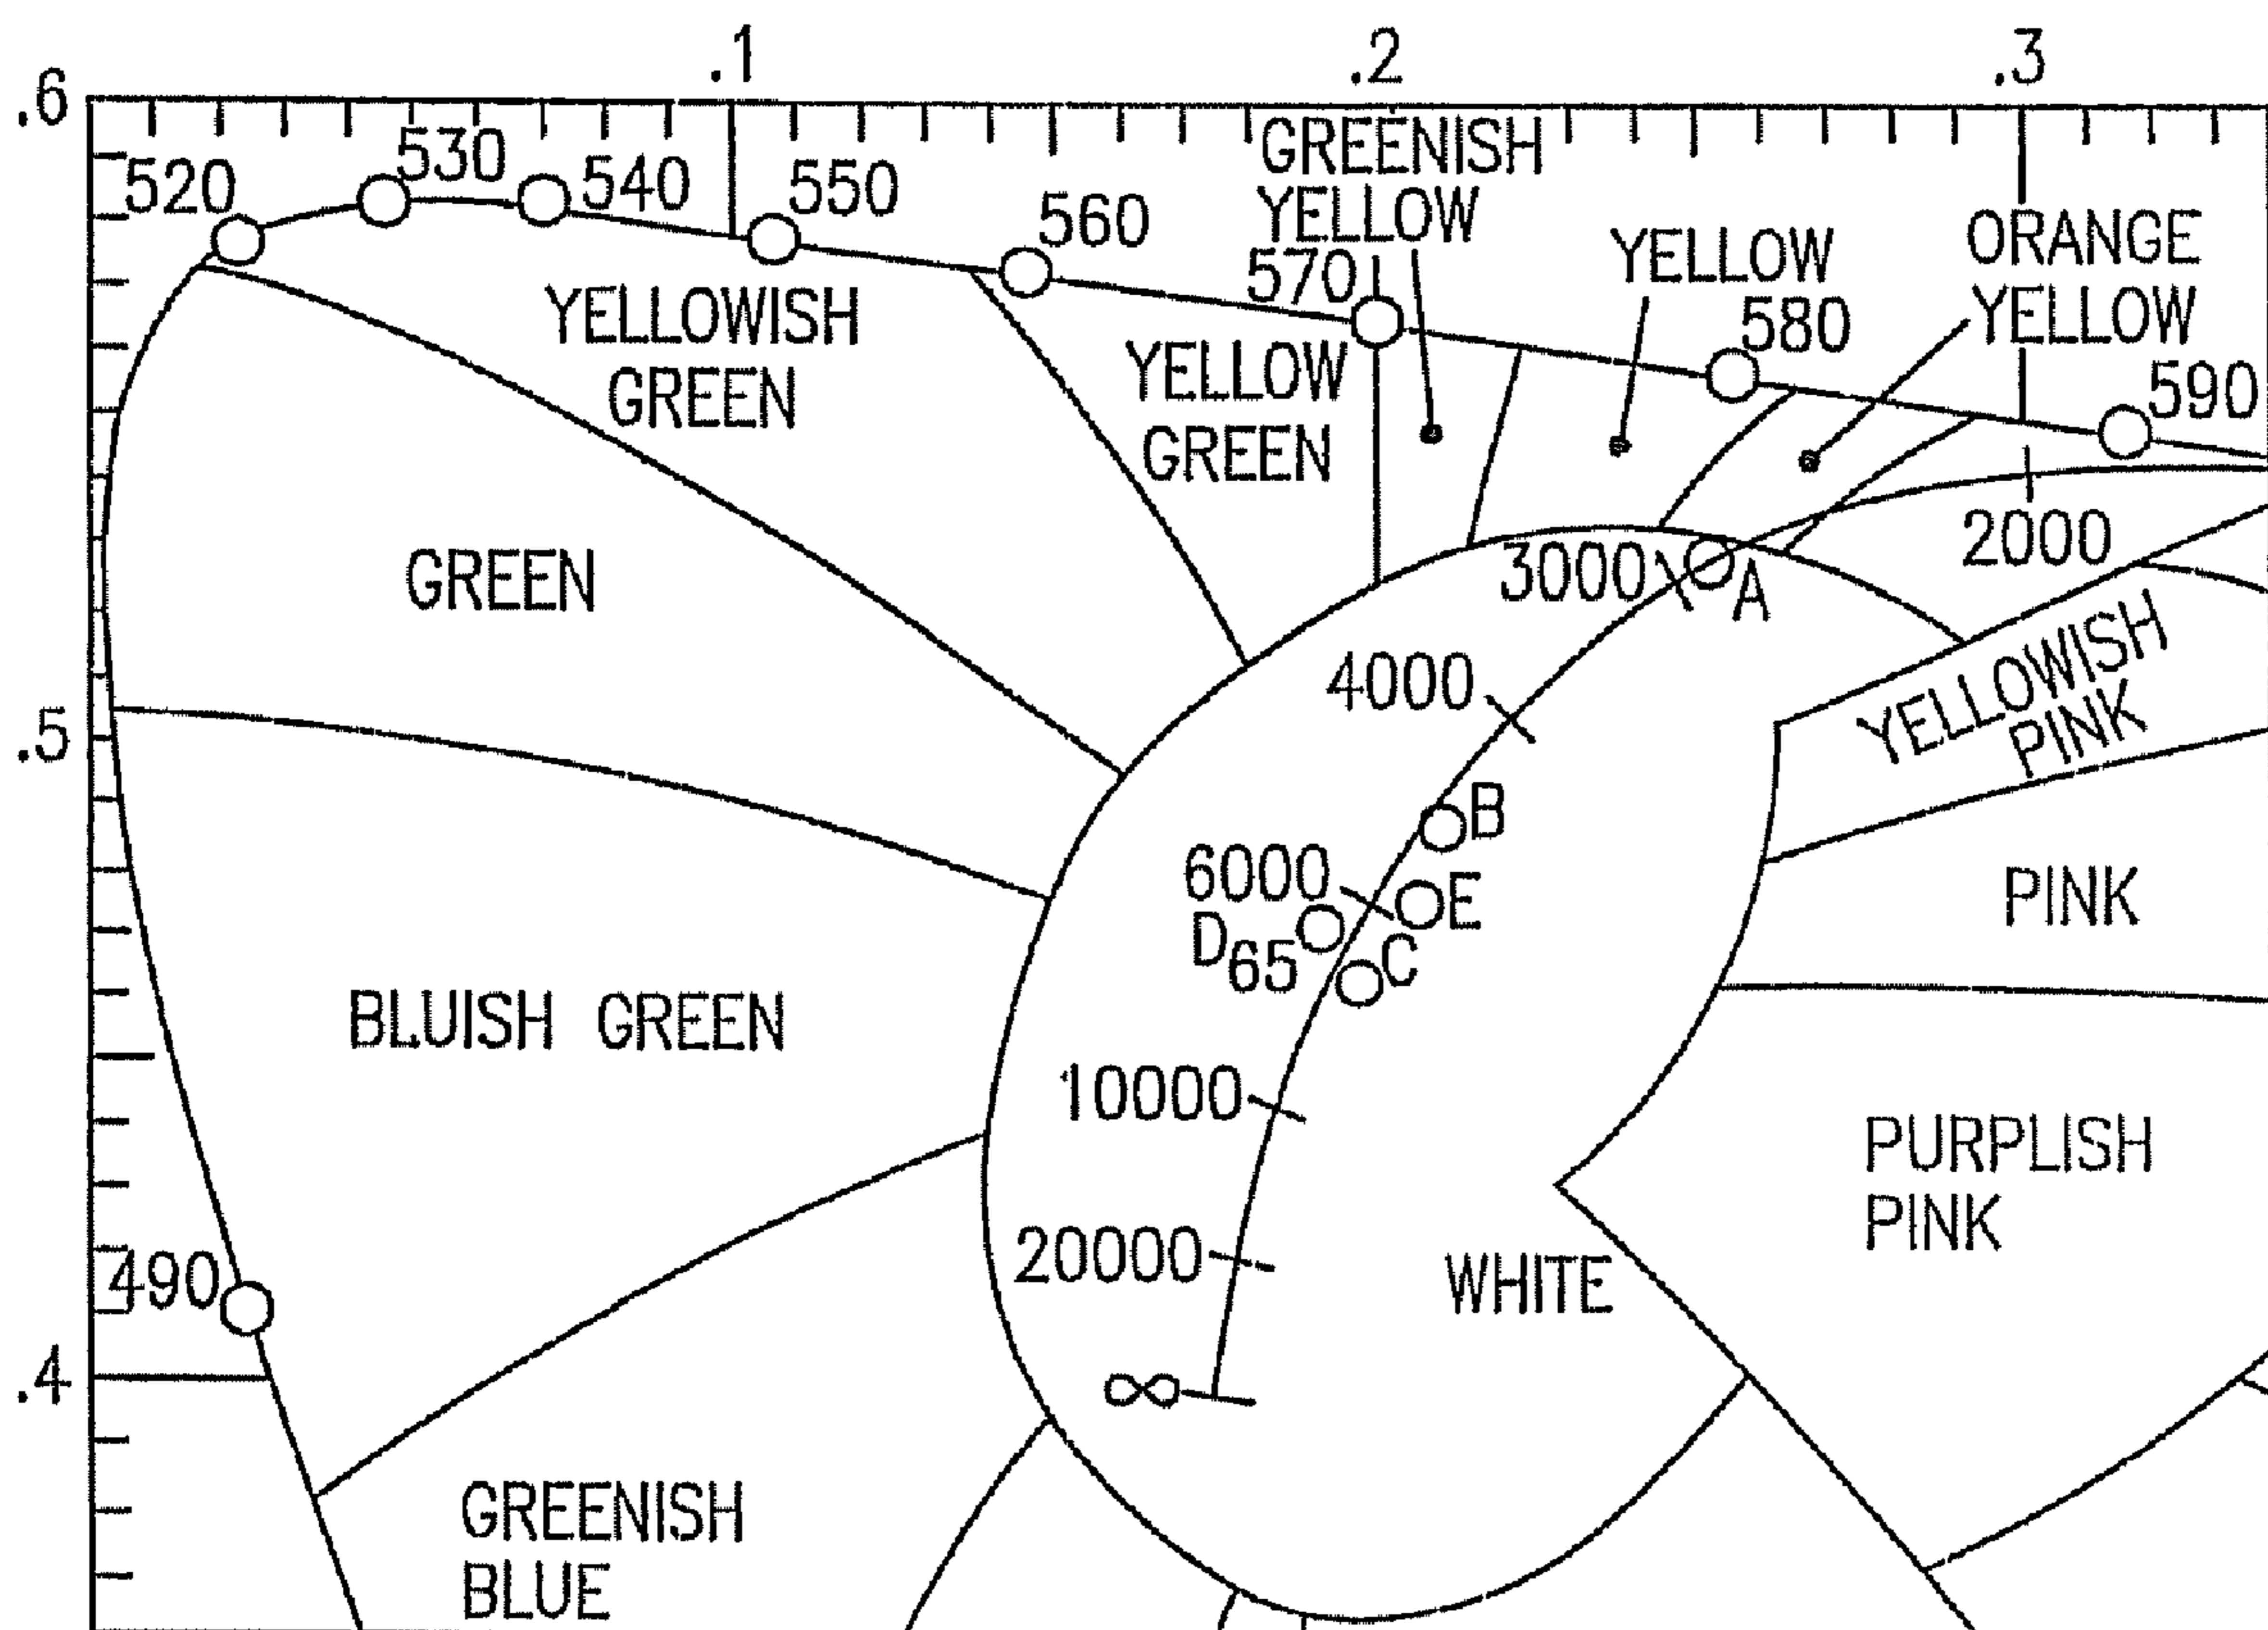 .1
.2
.3
.6
520
530
540
550
560
GREENISH
YELLOW
570
YELLOW
580
ORANGE
YELLOW
590
YELLOWISH
GREEN
YELLOW
GREEN
GREEN
3000
A
2000
4000
YELLOWISH
PINK
.5
B
6000
E
D65
C
PINK
BLUISH GREEN
10000
PURPLISH
PINK
20000
WHITE
490
.4
∞
GREENISH
BLUE